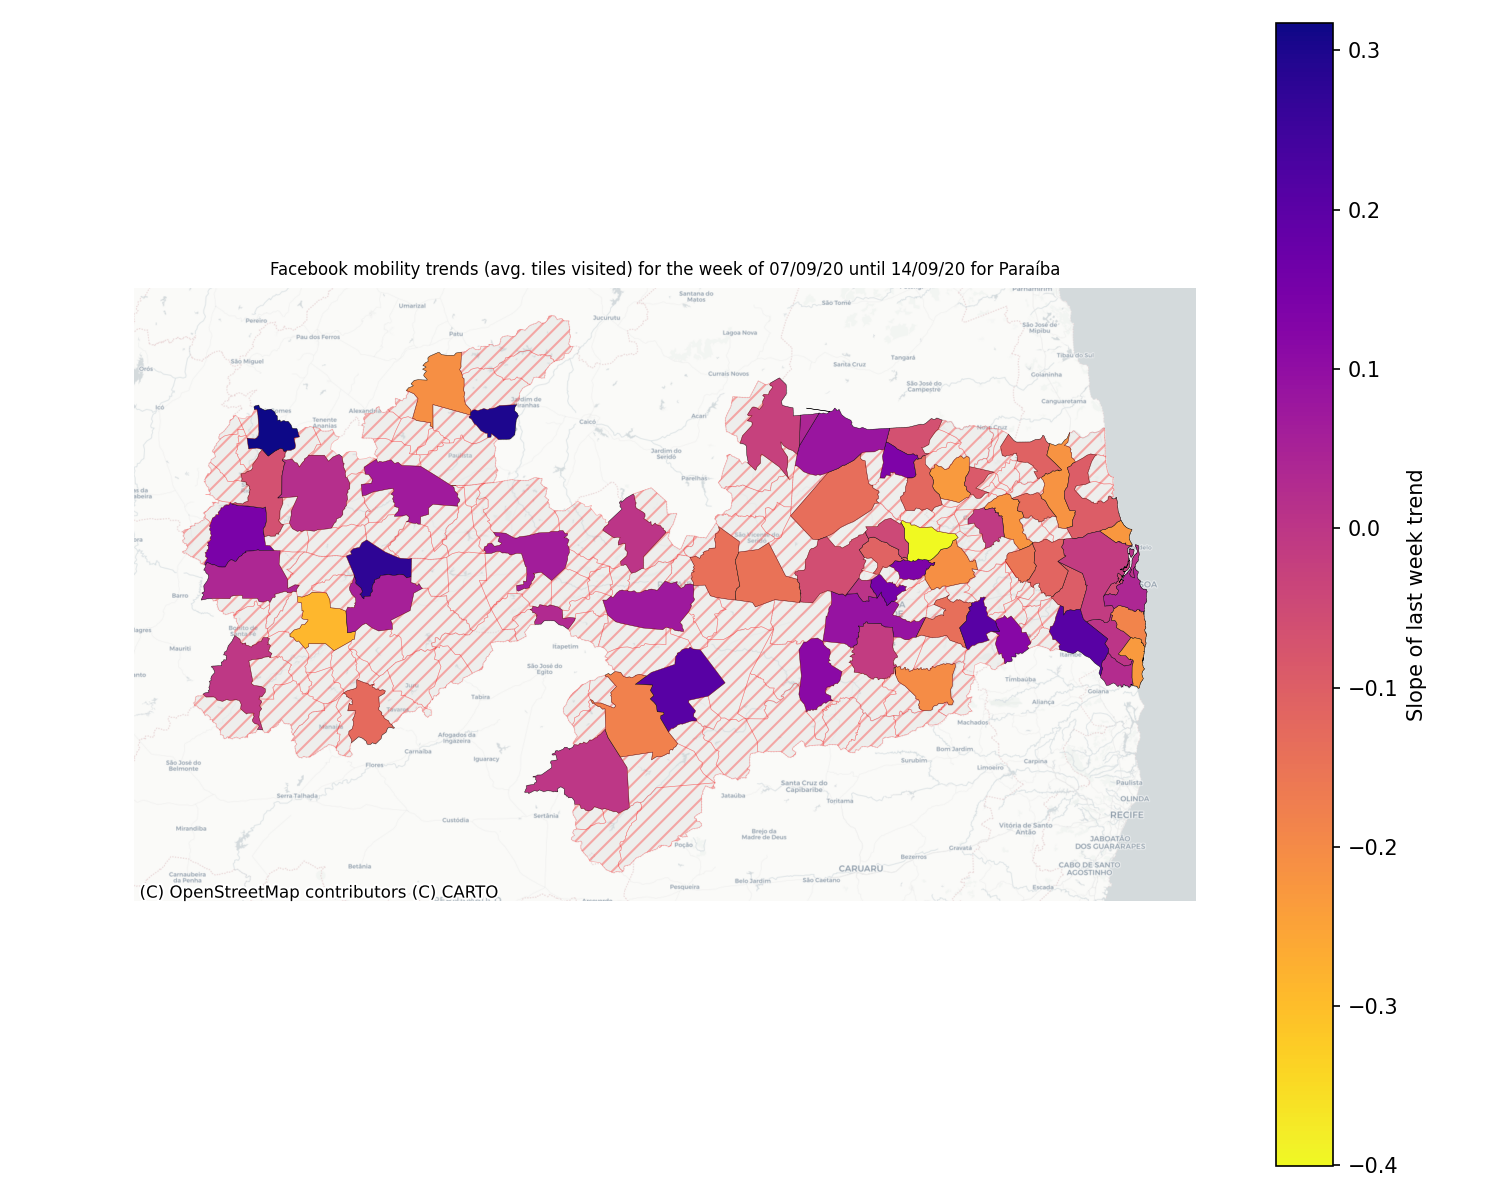 Facebook mobility trends (avg. tiles visited) for the week of 07/09/20 until 14/09/20 for Paraíba
Santana do
Matos
São Tomé
Umarizal
Jucurutu
Pereiro
Patu
Pau dos Ferros
Lagoa Nova
São José de
Mipibu
São Miguel
Santa Cruz
Tangará
Tibau do Sul
Currais Novos
Goianinha
São José do
Campestre
Canguaretama
Tenente
Ananias
Alexandria
Acari
Caicó
Nova Cruz
Jardim do
Seridó
Paulista
Parelhas
Barro
Mauriti
Itapetim
São José do
Egito
Tabira
Timbaúba
Goiana
Aliança
Machados
Manaíra
Carnaíba
Afogados da
Ingazeira
Iguaracy
Bom Jardim
Surubim
Limoeiro
Carpina
São José do
Belmonte
Flores
Paulista
Santa Cruz do
Capibaribe
Serra Talhada
Jataúba
Toritama
OLINDA
Custódia
Sertânia
RECIFE
Mirandiba
Brejo da
Madre de Deus
Vitória de Santo
Antão
JABOATÃO
DOS GUARARAPES
Poção
Gravatá
Bezerros
Betânia
CARUARU
CABO DE SANTO
AGOSTINHO
Carnaubeira
da Penha
Belo Jardim
São Caetano
Pesqueira
Escada
(C) OpenStreetMap contributors (C) CARTO
0.3
0.2
0.1
0.0
−0.1
−0.2
−0.3
−0.4
Slope of last week trend